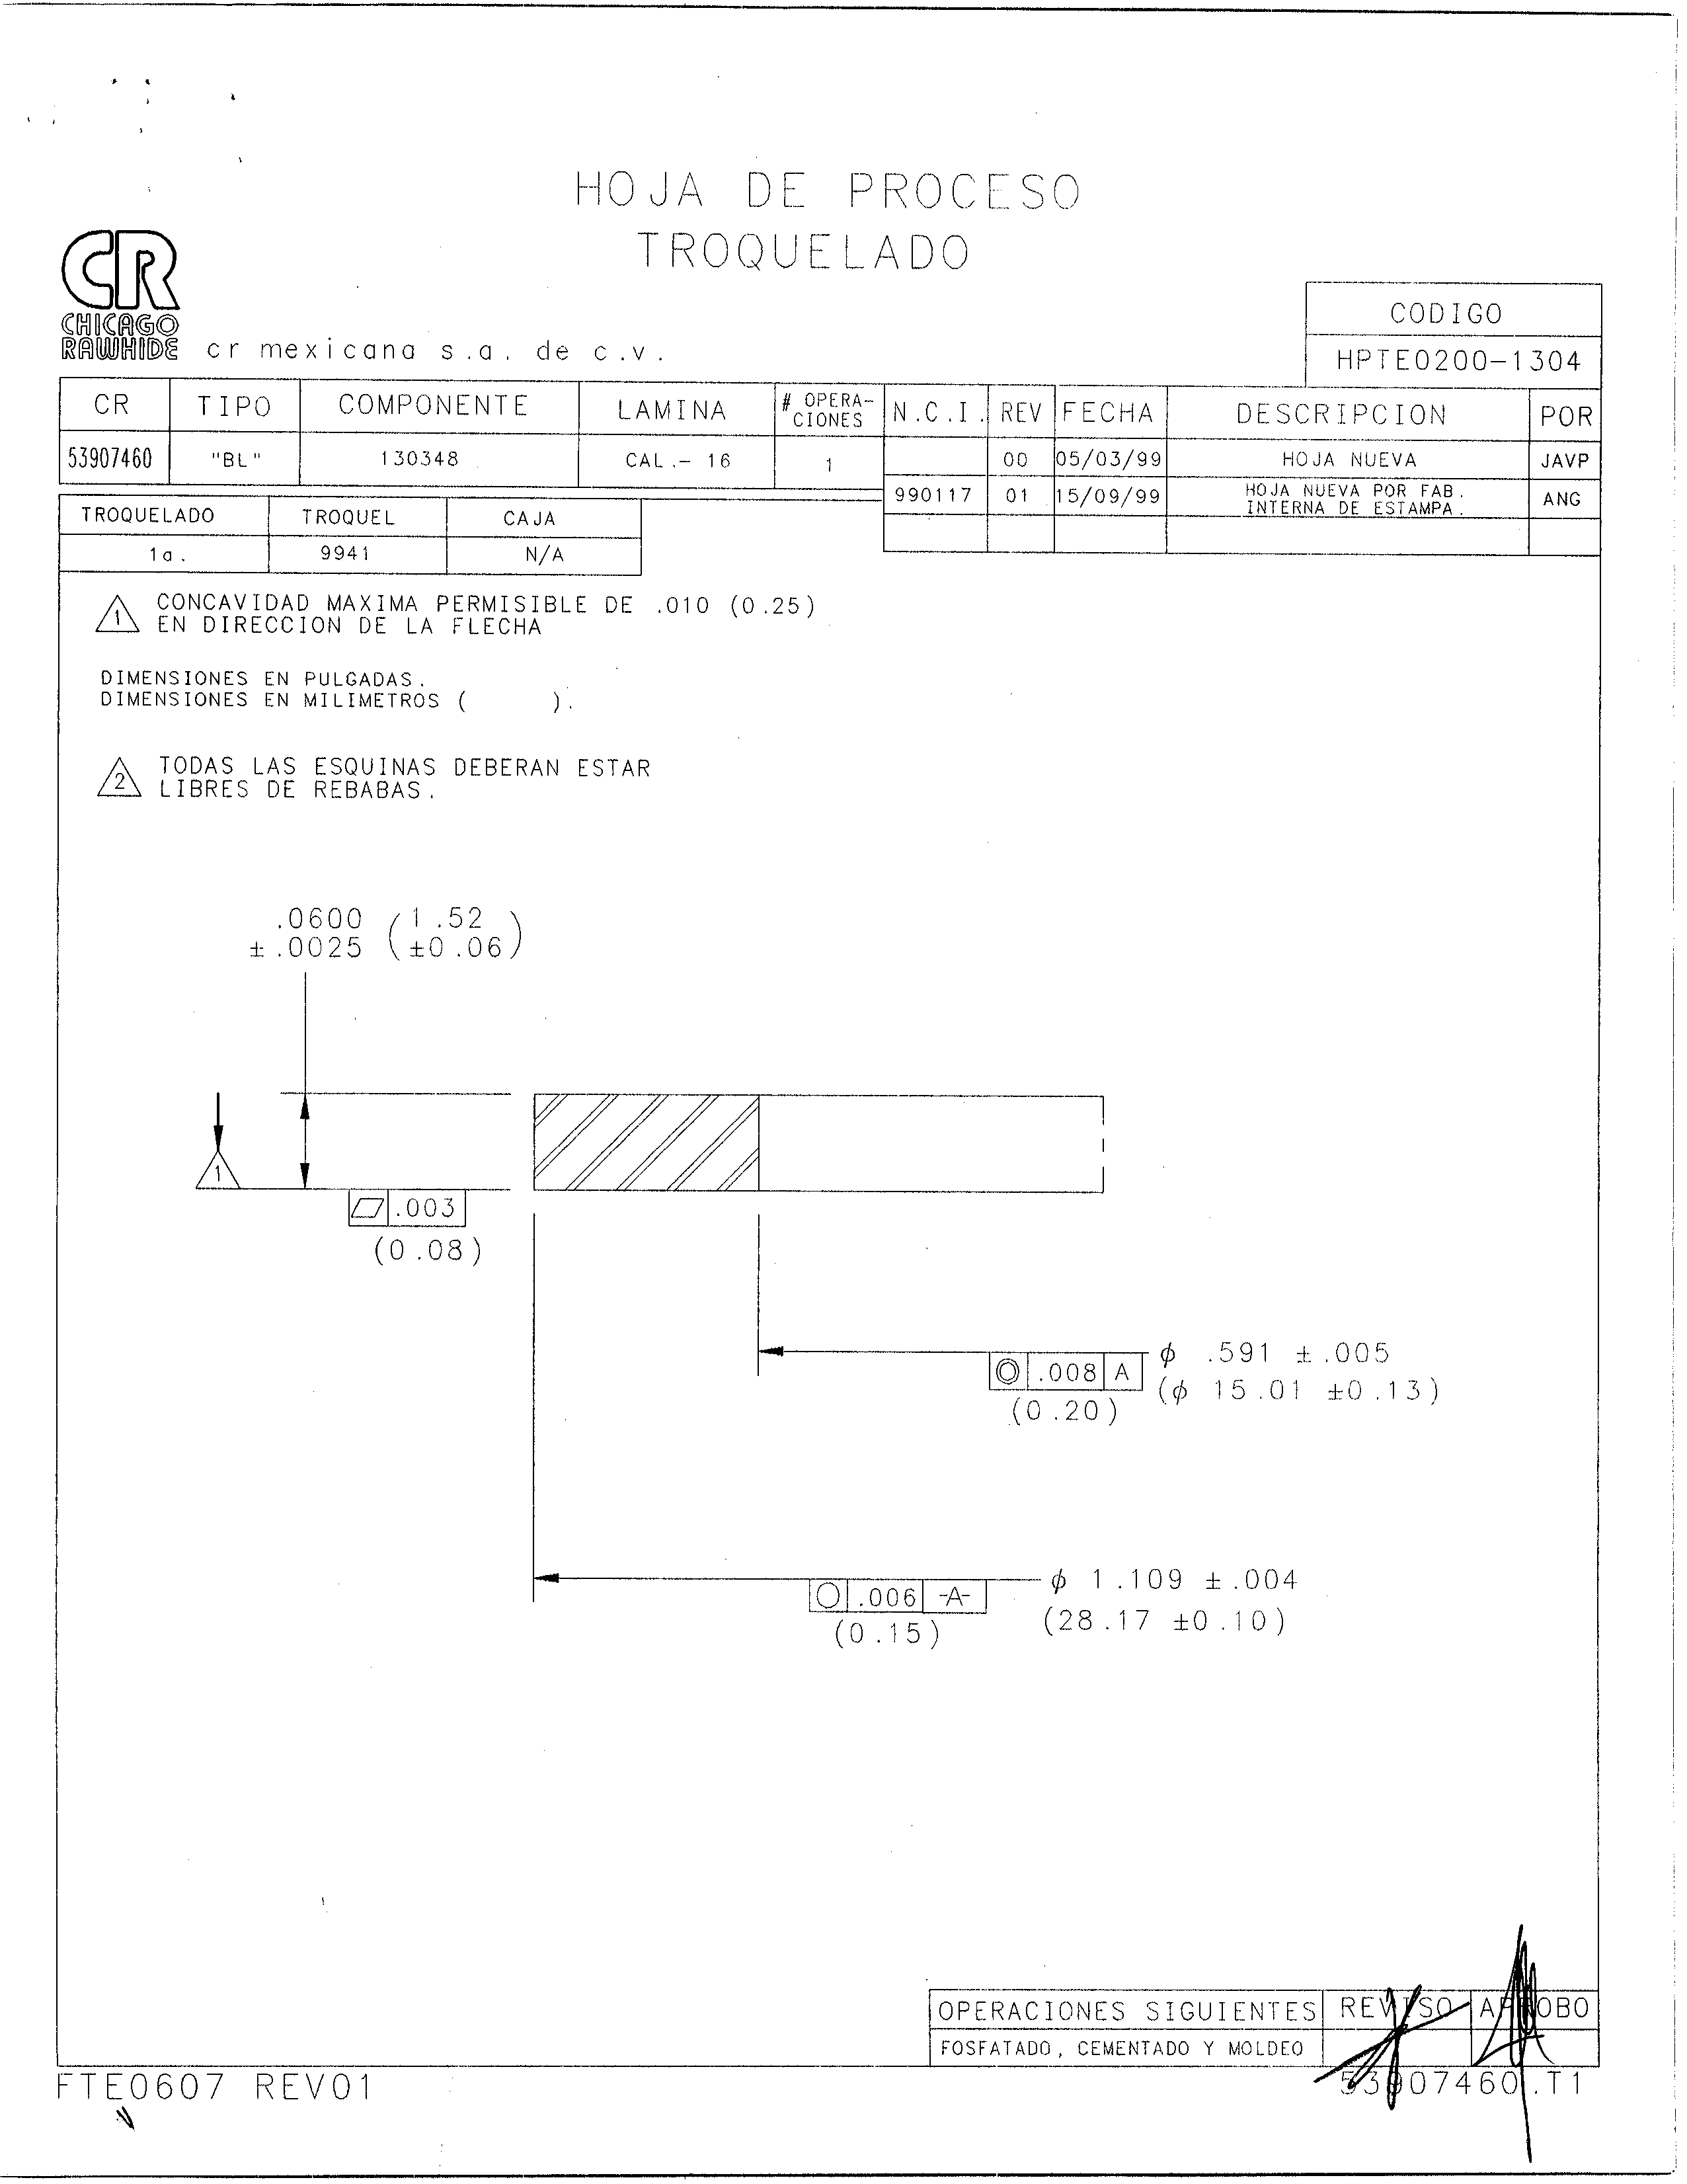 HOJA DE PROCESO
TROQUELADO
CR
CHICAGO
RAWHIDE
cr mexicana s.a. de c.v.
CODIGO
HPTE0200-1304
CR TIPO COMPONENTE LAMINA # OPERA-CIONES N.C.I. REV FECHA DESCRIPCION POR
53907460 "BL" 130348 CAL.- 16 1 00 05/03/99 HOJA NUEVA JAVP
990117 01 15/09/99 HOJA NUEVA POR FAB. INTERNA DE ESTAMPA. ANG
TROQUELADO TROQUEL CAJA
1a. 9941 N/A
1 CONCAVIDAD MAXIMA PERMISIBLE DE .010 (0.25)
EN DIRECCION DE LA FLECHA
DIMENSIONES EN PULGADAS.
DIMENSIONES EN MILIMETROS ( ).
2 TODAS LAS ESQUINAS DEBERAN ESTAR
LIBRES DE REBABAS.
.0600 (1.52
±.0025 ±0.06)
1
.003
(0.08)
.008 A
(0.20)
ϕ .591 ±.005
(ϕ 15.01 ±0.13)
.006 -A-
(0.15)
ϕ 1.109 ±.004
(28.17 ±0.10)
OPERACIONES SIGUIENTES REVISO APROBO
FOSFATADO, CEMENTADO Y MOLDEO
FTE0607 REV01
53907460.T1